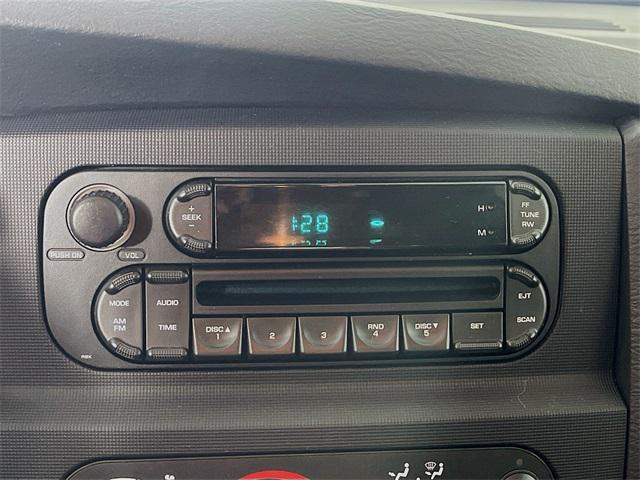 +
SEEK
-
28
H
M
FF
TUNE
RW
PUSH ON
VOL
MODE
AM
FM
AUDIO
TIME
DISC▲
1
2
3
RND
4
DISC▼
5
SET
EJT
SCAN
RBK